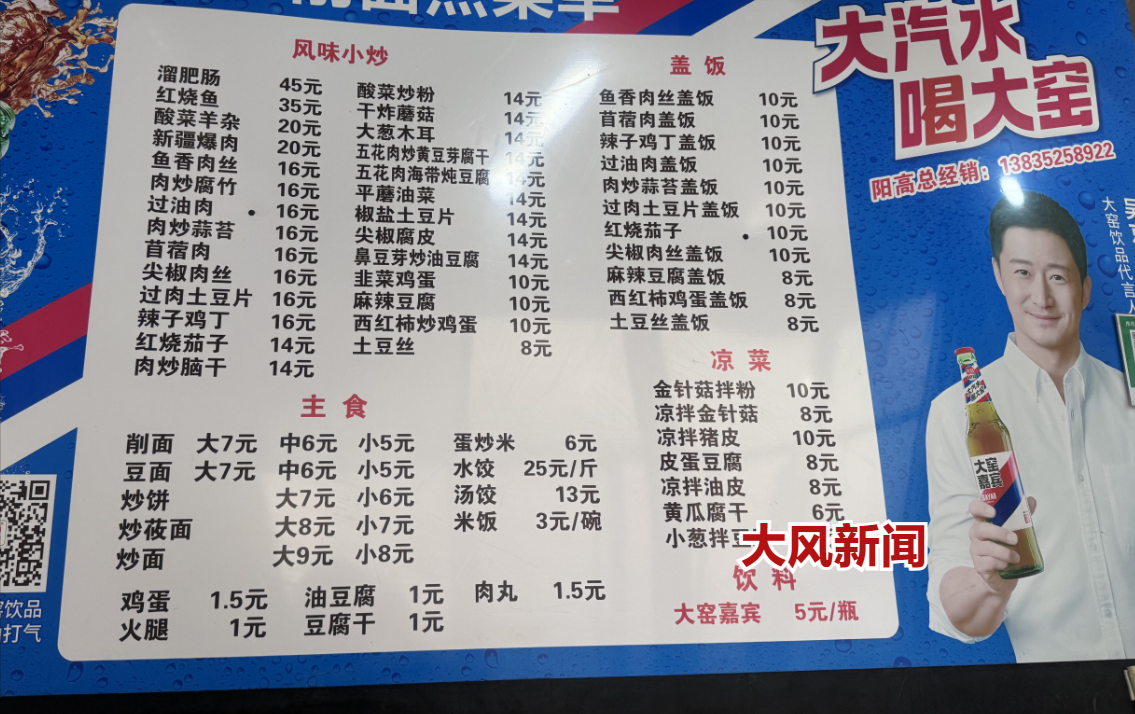 削面点菜单
风味小炒
溜肥肠 45元
红烧鱼 35元
酸菜羊杂 20元
新疆爆肉 20元
鱼香肉丝 16元
肉炒腐竹 16元
过油肉 16元
肉炒蒜苔 16元
苜蓿肉 16元
尖椒肉丝 16元
过肉土豆片 16元
辣子鸡丁 16元
红烧茄子 14元
肉炒脑干 14元
酸菜炒粉 14元
干炸蘑菇 14元
大葱木耳 14元
五花肉炒黄豆芽腐干 14元
五花肉海带炖豆腐 14元
平蘑油菜 14元
椒盐土豆片 14元
尖椒腐皮 14元
鼻豆芽炒油豆腐 14元
韭菜鸡蛋 10元
麻辣豆腐 10元
西红柿炒鸡蛋 10元
土豆丝 8元
盖饭
鱼香肉丝盖饭 10元
苜蓿肉盖饭 10元
辣子鸡丁盖饭 10元
过油肉盖饭 10元
肉炒蒜苔盖饭 10元
过肉土豆片盖饭 10元
红烧茄子 10元
尖椒肉丝盖饭 10元
麻辣豆腐盖饭 8元
西红柿鸡蛋盖饭 8元
土豆丝盖饭 8元
凉菜
金针菇拌粉 10元
凉拌金针菇 8元
凉拌猪皮 10元
皮蛋豆腐 8元
凉拌油皮 8元
黄瓜腐干 6元
小葱拌豆
主食
削面 大7元 中6元 小5元
豆面 大7元 中6元 小5元
炒饼 大7元 小6元
炒莜面 大8元 小7元
炒面 大9元 小8元
蛋炒米 6元
水饺 25元/斤
汤饺 13元
米饭 3元/碗
鸡蛋 1.5元 油豆腐 1元 肉丸 1.5元
火腿 1元 豆腐干 1元
饮料
大窑嘉宾 5元/瓶
大汽水
喝大窑
阳高总经销：13835258922
大窑饮品代言人
大窑
嘉宾
饮品
打气
大风新闻